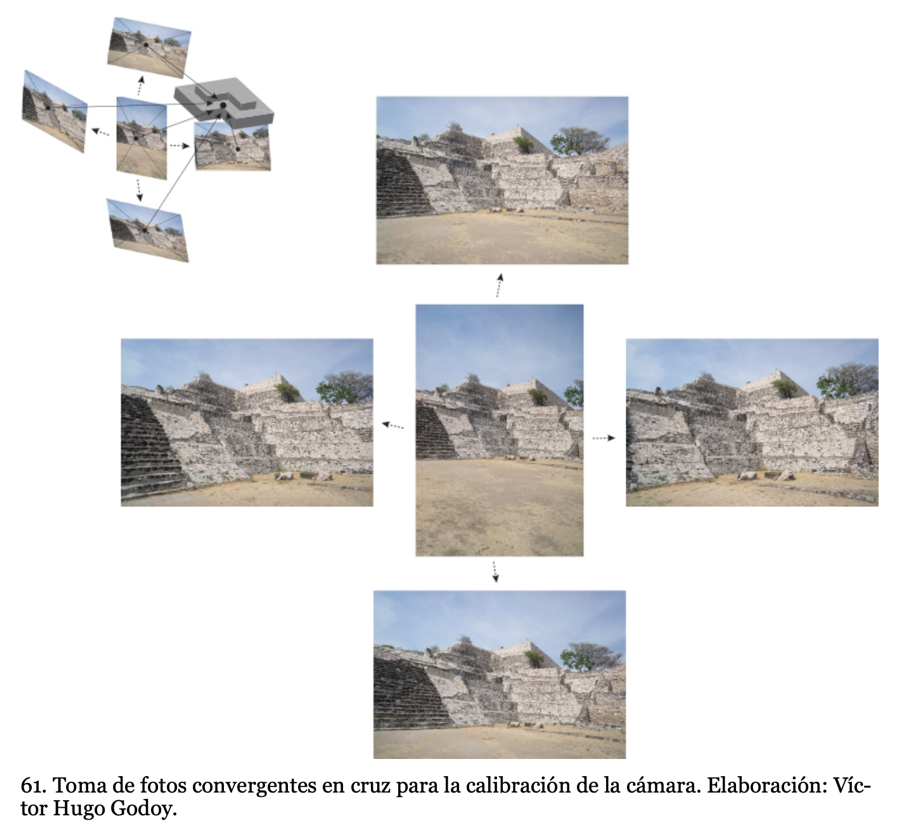 61. Toma de fotos convergentes en cruz para la calibración de la cámara. Elaboración: Víc-
tor Hugo Godoy.